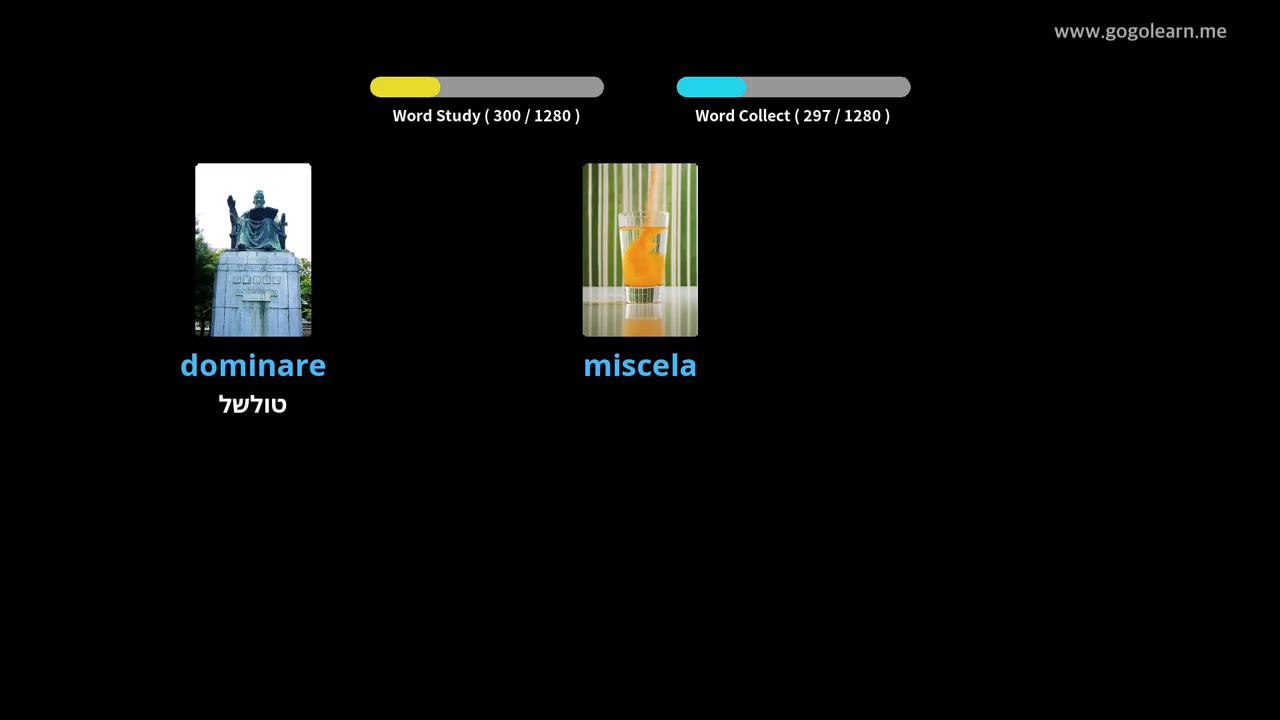 www.gogolearn.me
Word Study ( 300 / 1280 )
Word Collect ( 297 / 1280 )
dominare
טולשל
miscela